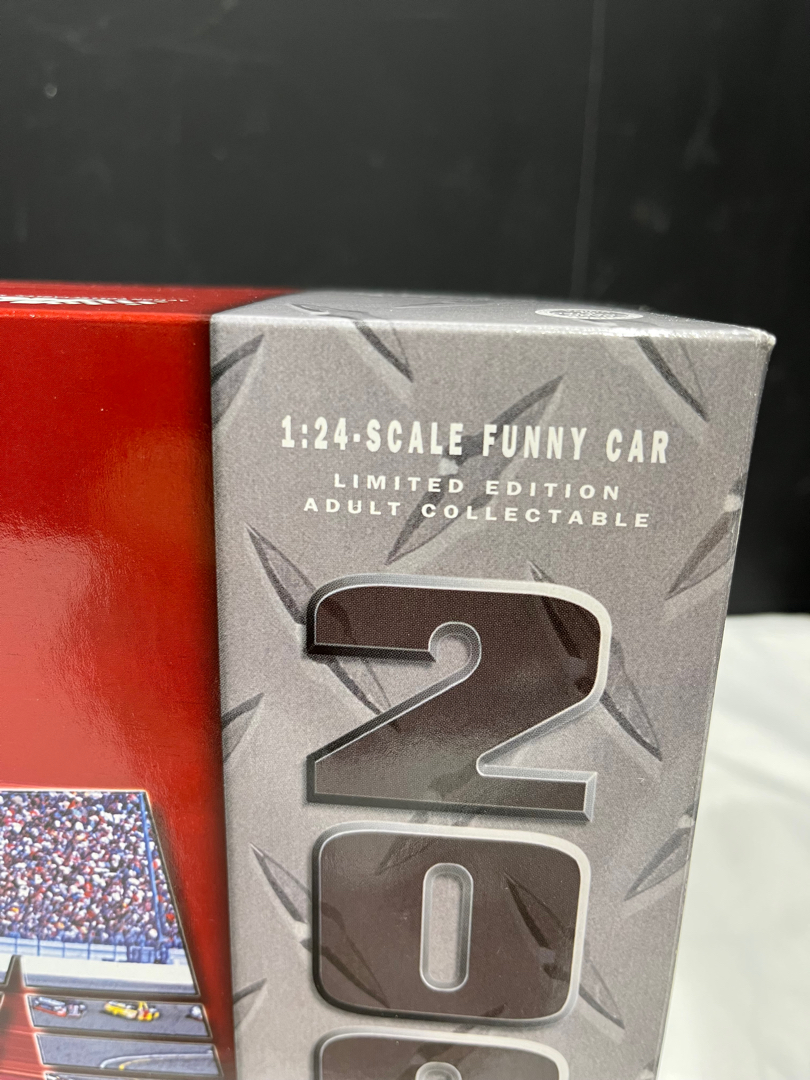 1:24-SCALE FUNNY CAR
LIMITED EDITION
ADULT COLLECTABLE
2
0